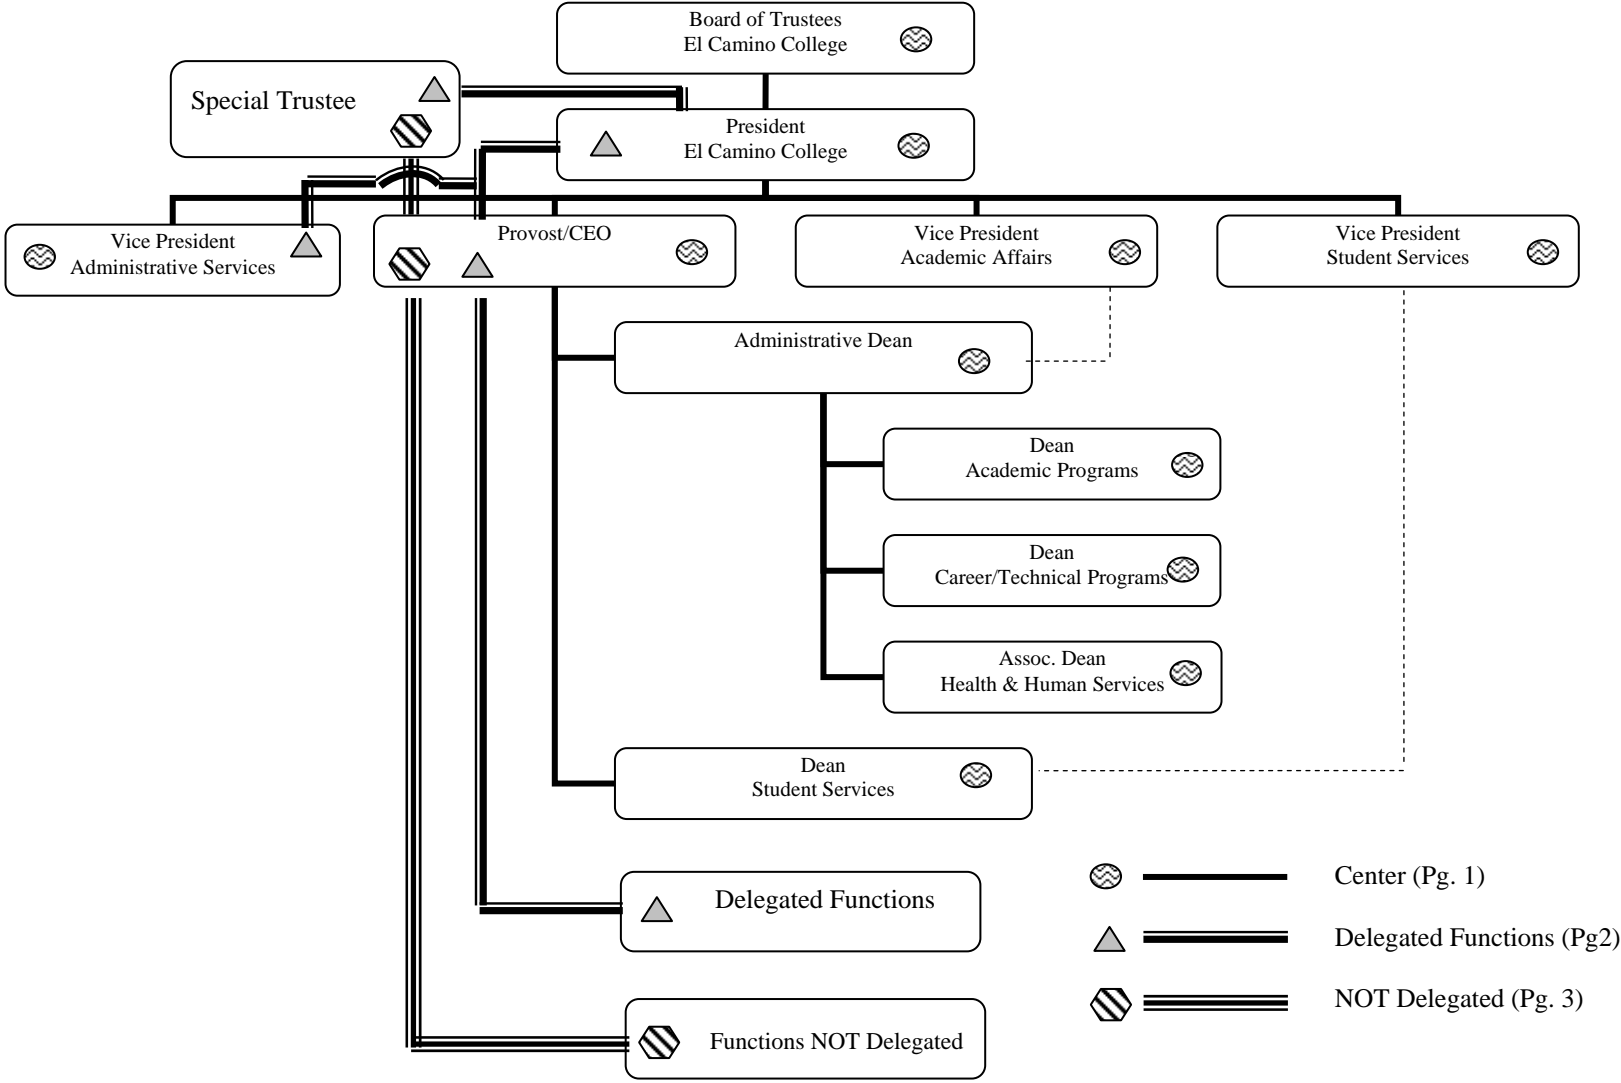 Board of Trustees
El Camino College
Special Trustee
President
El Camino College
Vice President
Administrative Services
Provost/CEO
Vice President
Academic Affairs
Vice President
Student Services
Administrative Dean
Dean
Academic Programs
Dean
Career/Technical Programs
Assoc. Dean
Health & Human Services
Dean
Student Services
Delegated Functions
Functions NOT Delegated
Center (Pg. 1)
Delegated Functions (Pg2)
NOT Delegated (Pg. 3)